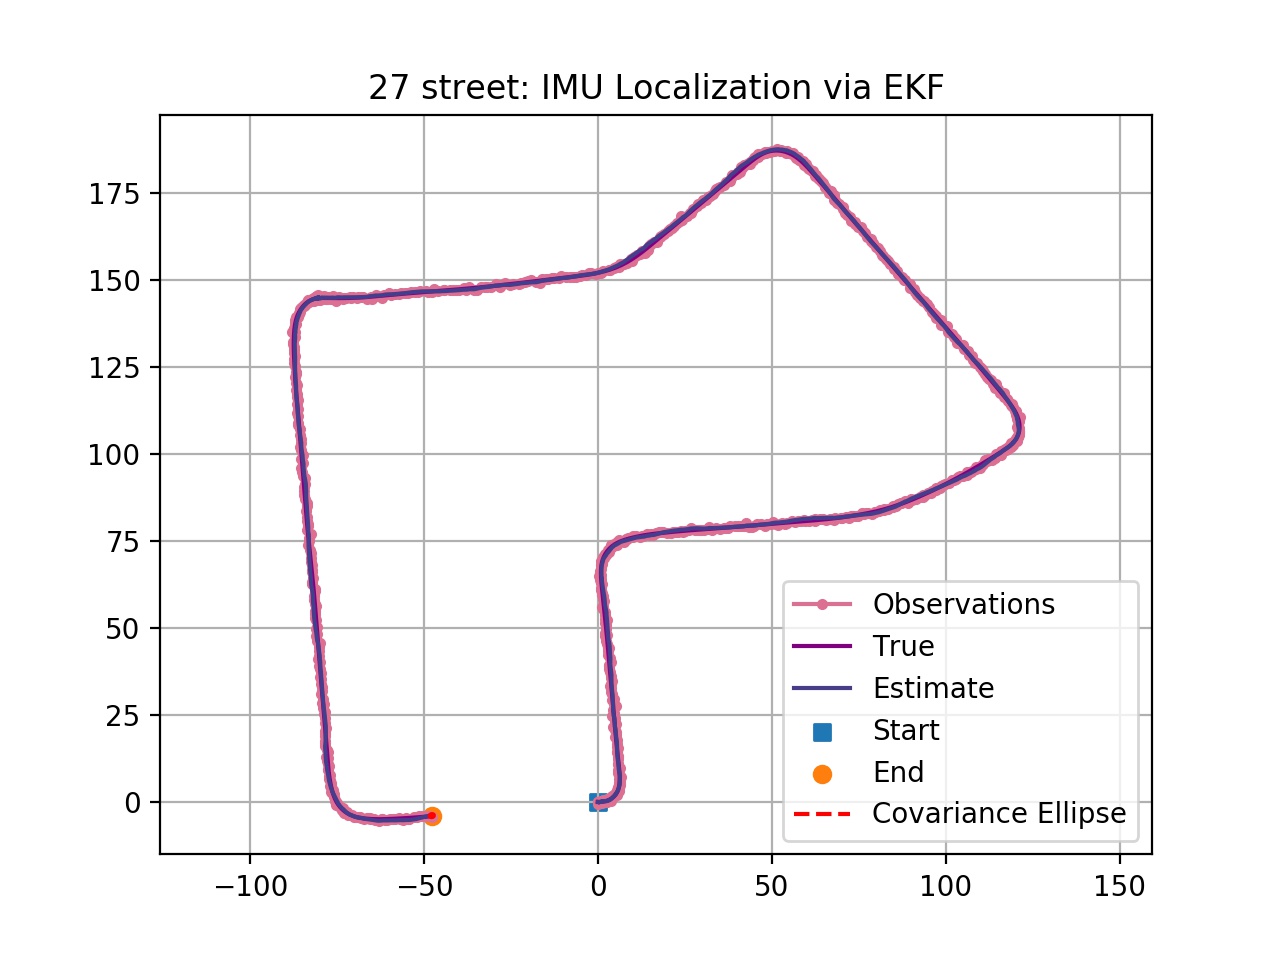 27 street: IMU Localization via EKF
175
150
125
100
75
50
25
0
−100
−50
0
50
100
150
Observations
True
Estimate
Start
End
Covariance Ellipse